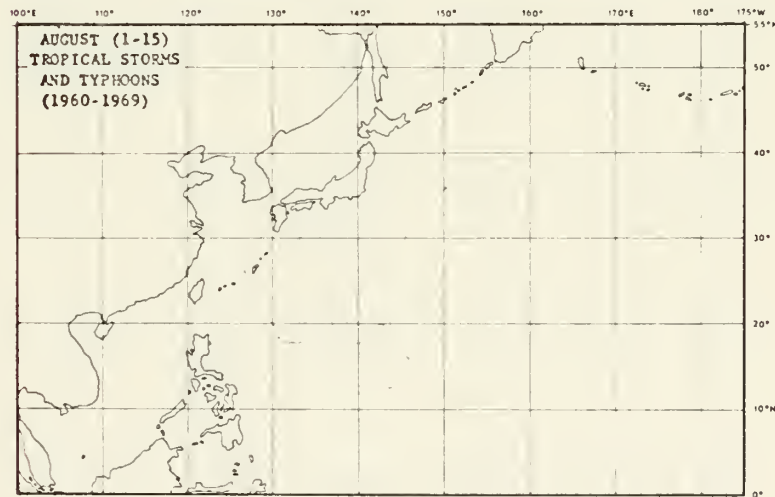 100°E 110°E 120°E 130°E 140°E 150°E 160°E 170°E 180°E 175°W
AUGUST (1-15)
TROPICAL STORMS
AND TYPHOONS
(1960-1969)
55°N
50°
40°
30°
20°
10°N
0°